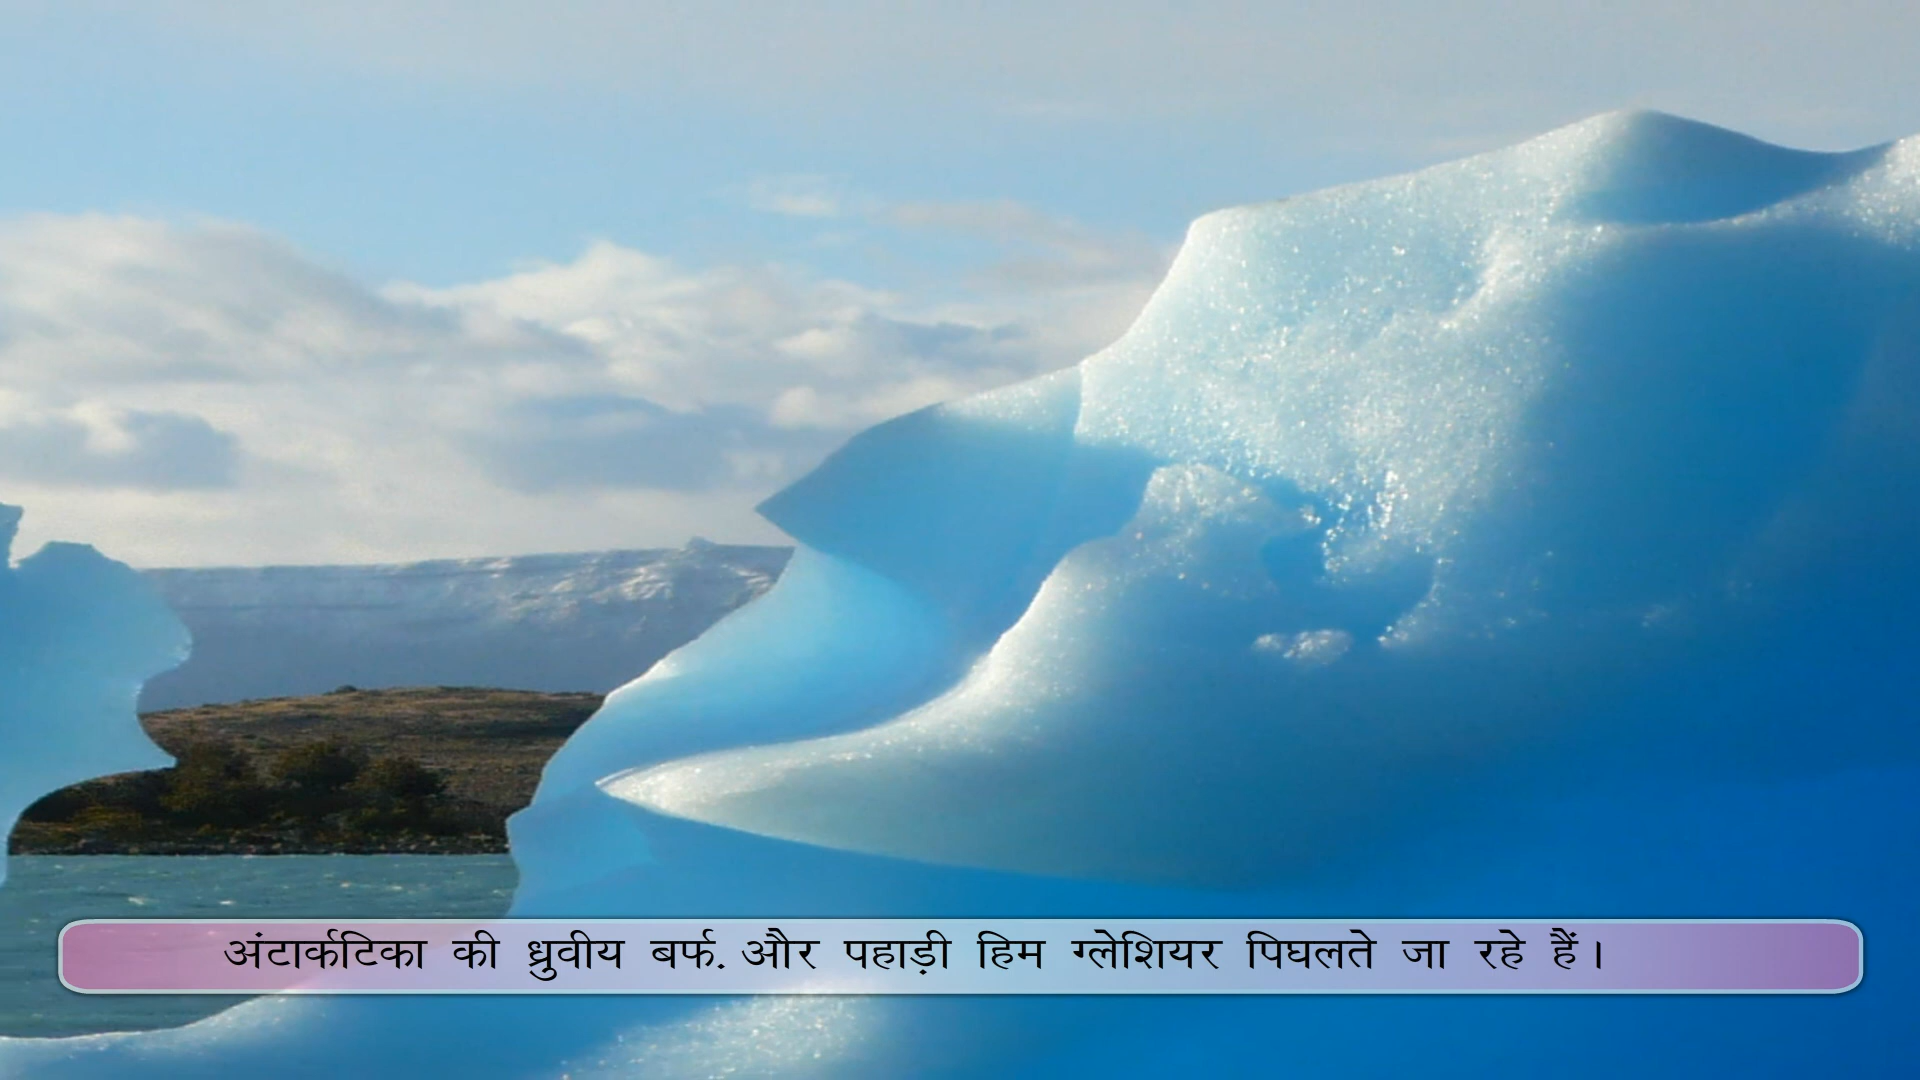 अंटार्कटिका की ध्रुवीय बर्फ. और पहाड़ी हिम ग्लेशियर पिघलते जा रहे हैं।